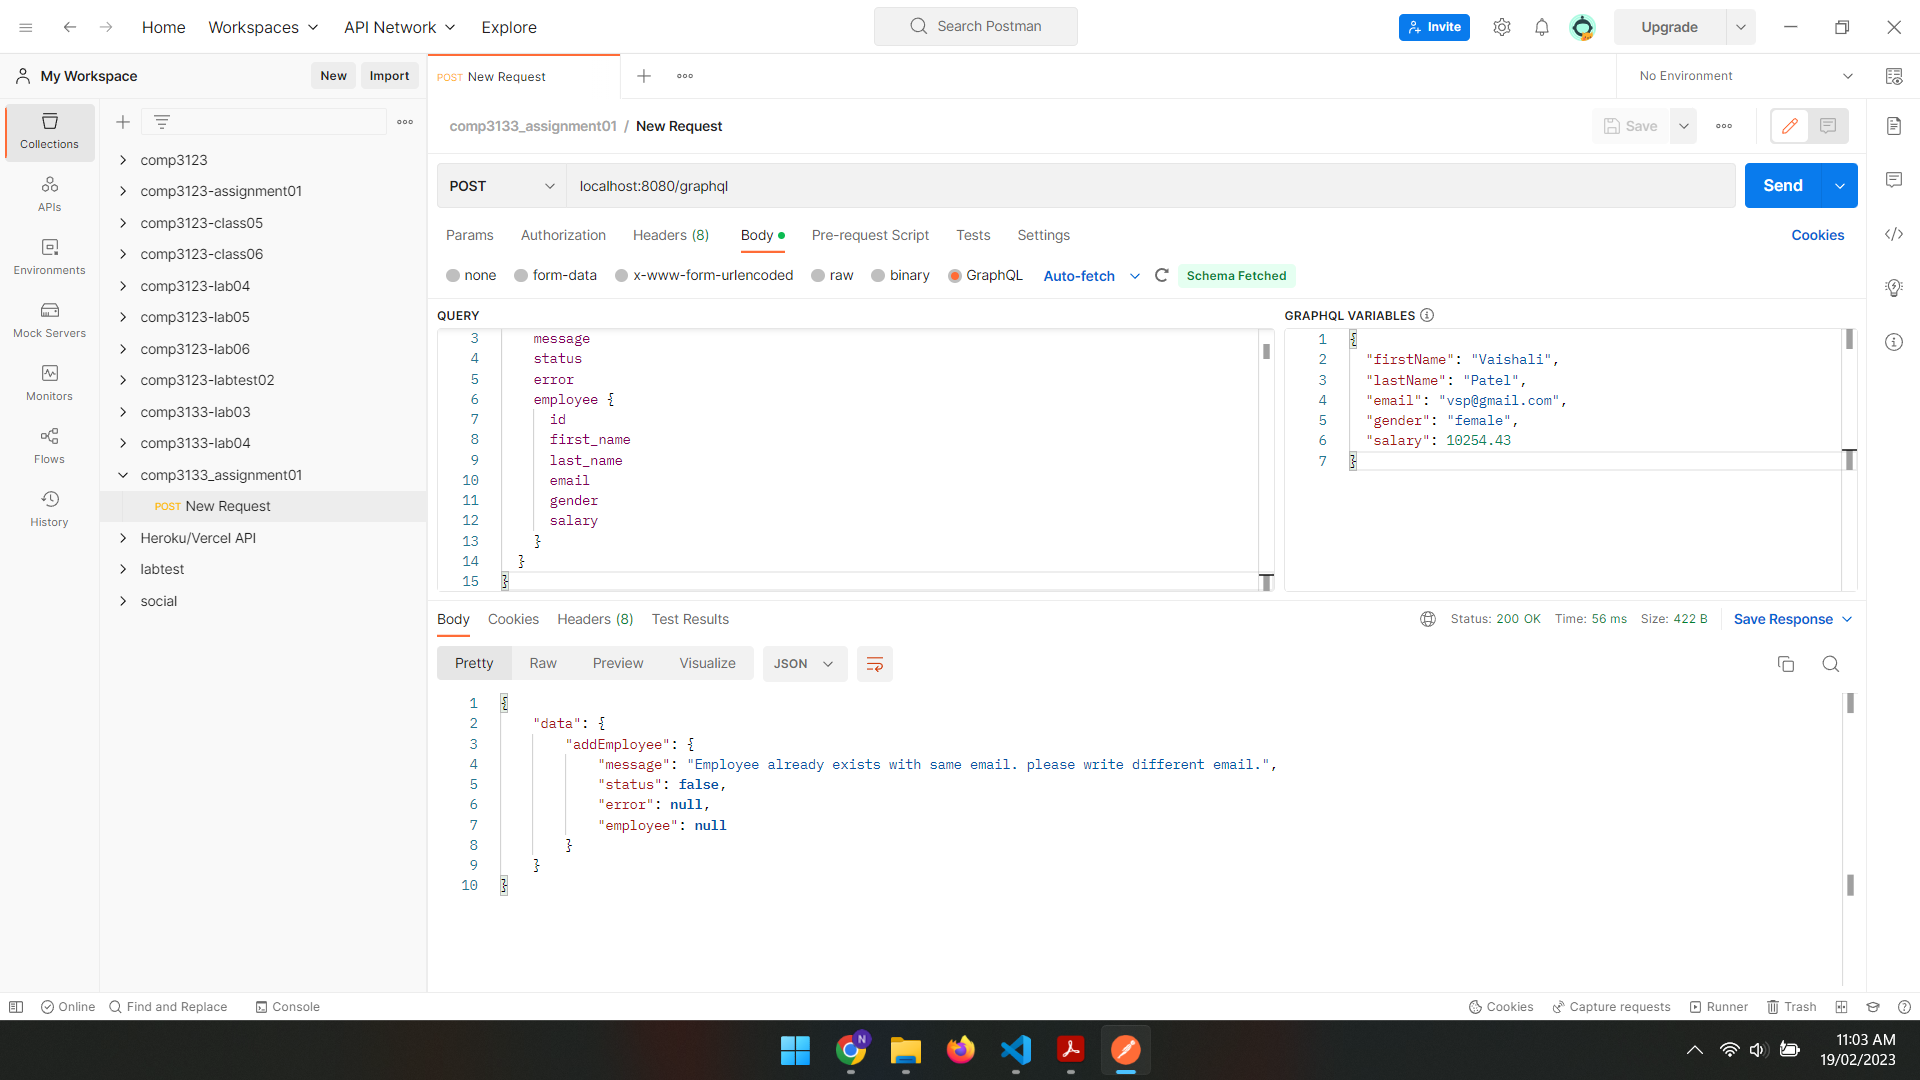 Home Workspaces API Network Explore Search Postman Invite Upgrade
My Workspace New Import POST New Request No Environment
Collections
APIs
Environments
Mock Servers
Monitors
Flows
History
comp3123
comp3123-assignment01
comp3123-class05
comp3123-class06
comp3123-lab04
comp3123-lab05
comp3123-lab06
comp3123-labtest02
comp3133-lab03
comp3133-lab04
comp3133_assignment01
POST New Request
Heroku/Vercel API
labtest
social
comp3133_assignment01 / New Request Save
POST localhost:8080/graphql Send
Params Authorization Headers (8) Body Pre-request Script Tests Settings Cookies
none form-data x-www-form-urlencoded raw binary GraphQL Auto-fetch Schema Fetched
QUERY
3 message
4 status
5 error
6 employee {
7 id
8 first_name
9 last_name
10 email
11 gender
12 salary
13 }
14 }
15 }
GRAPHQL VARIABLES
1 {
2 "firstName": "Vaishali",
3 "lastName": "Patel",
4 "email": "vsp@gmail.com",
5 "gender": "female",
6 "salary": 10254.43
7 }
Body Cookies Headers (8) Test Results Status: 200 OK Time: 56 ms Size: 422 B Save Response
Pretty Raw Preview Visualize JSON
1 {
2 "data": {
3 "addEmployee": {
4 "message": "Employee already exists with same email. please write different email.",
5 "status": false,
6 "error": null,
7 "employee": null
8 }
9 }
10 }
Online Find and Replace Console Cookies Capture requests Runner Trash
N
11:03 AM
19/02/2023